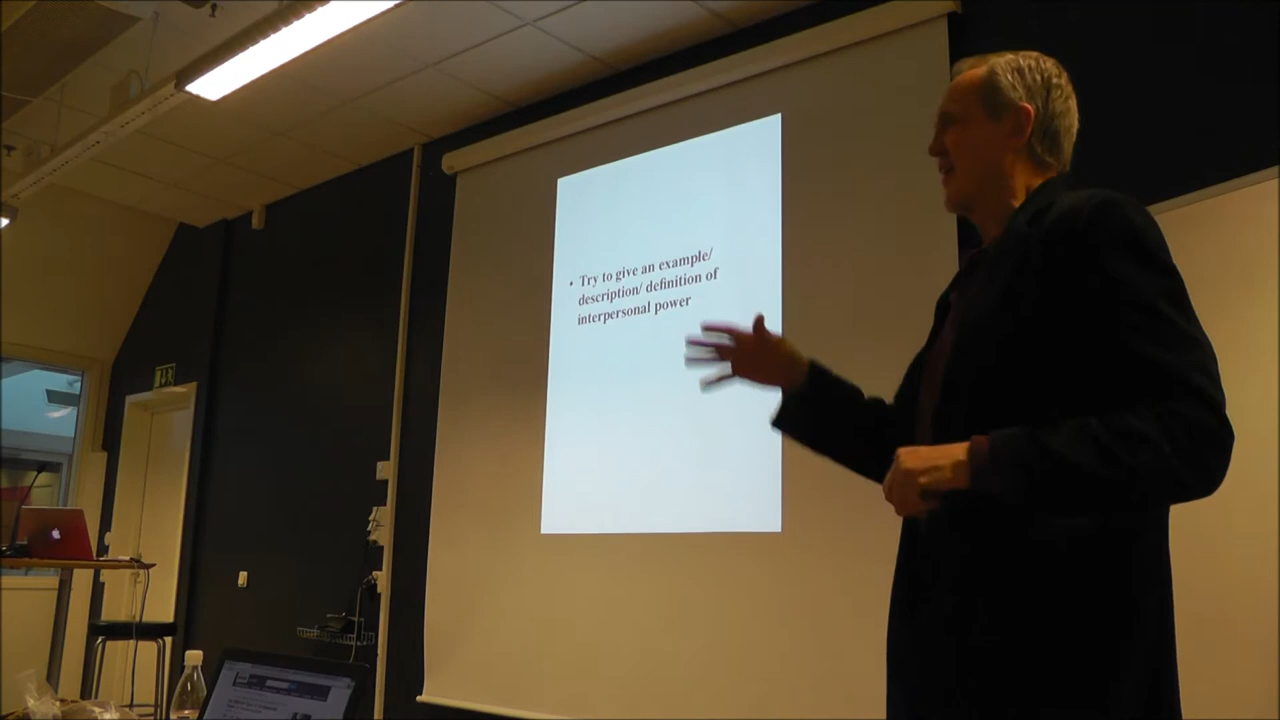 • Try to give an example/
description/ definition of
interpersonal power